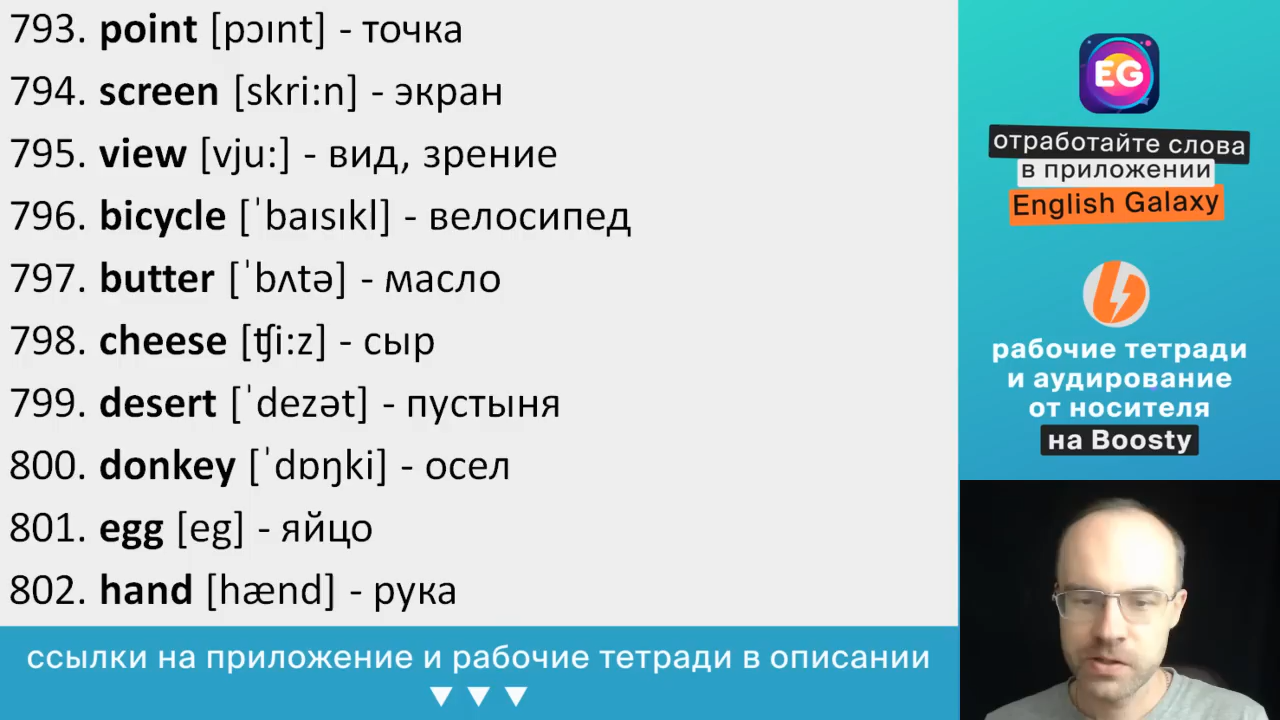 793. point [pɔınt] - точка
794. screen [skri:n] - экран
795. view [vju:] - вид, зрение
796. bicycle [ˈbaısıkl] - велосипед
797. butter [ˈbʌtə] - масло
798. cheese [ʧi:z] - сыр
799. desert [ˈdezət] - пустыня
800. donkey [ˈdɒŋki] - осел
801. egg [eg] - яйцо
802. hand [hænd] - рука
ссылки на приложение и рабочие тетради в описании
EG
отработайте слова
в приложении
English Galaxy
рабочие тетради
и аудирование
от носителя
на Boosty